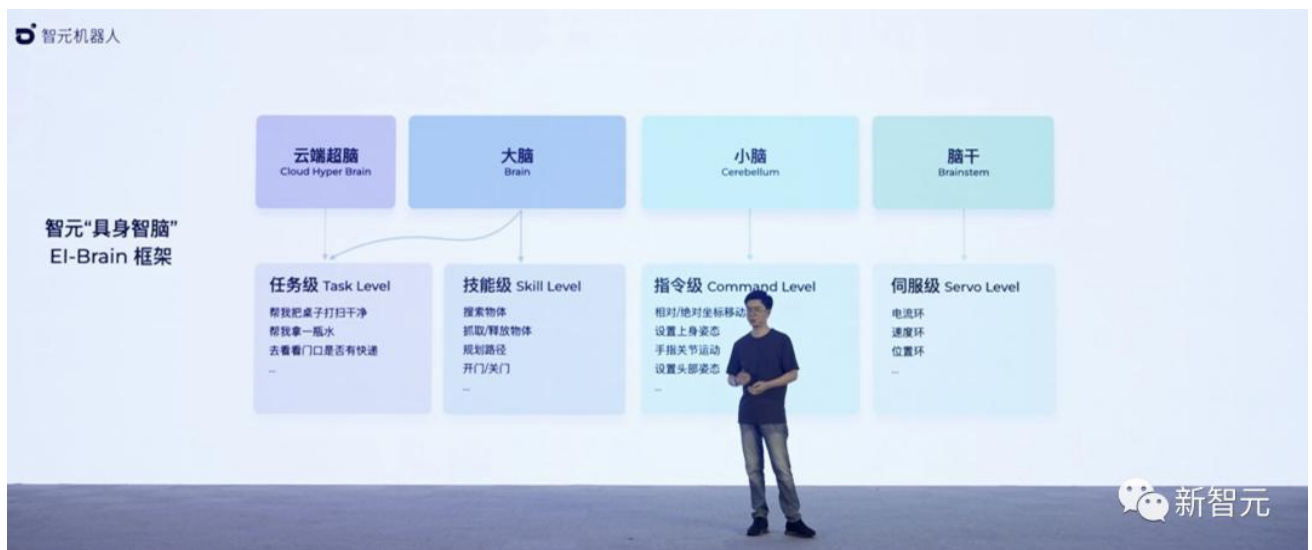 智元机器人
智元“具身智脑”
EI-Brain 框架
云端超脑
Cloud Hyper Brain
大脑
Brain
小脑
Cerebellum
脑干
Brainstem
任务级 Task Level
帮我把桌子打扫干净
帮我拿一瓶水
去看看门口是否有快递
...
技能级 Skill Level
搜索物体
抓取/释放物体
规划路径
开门/关门
...
指令级 Command Level
相对/绝对坐标移动
设置上身姿态
手指关节运动
设置头部姿态
...
伺服级 Servo Level
电流环
速度环
位置环
...
新智元